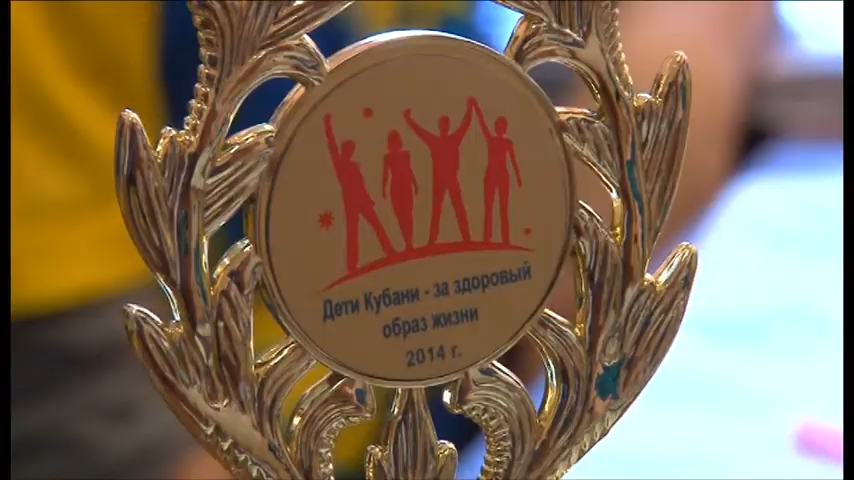 Дети Кубани - за здоровый
образ жизни
2014 г.